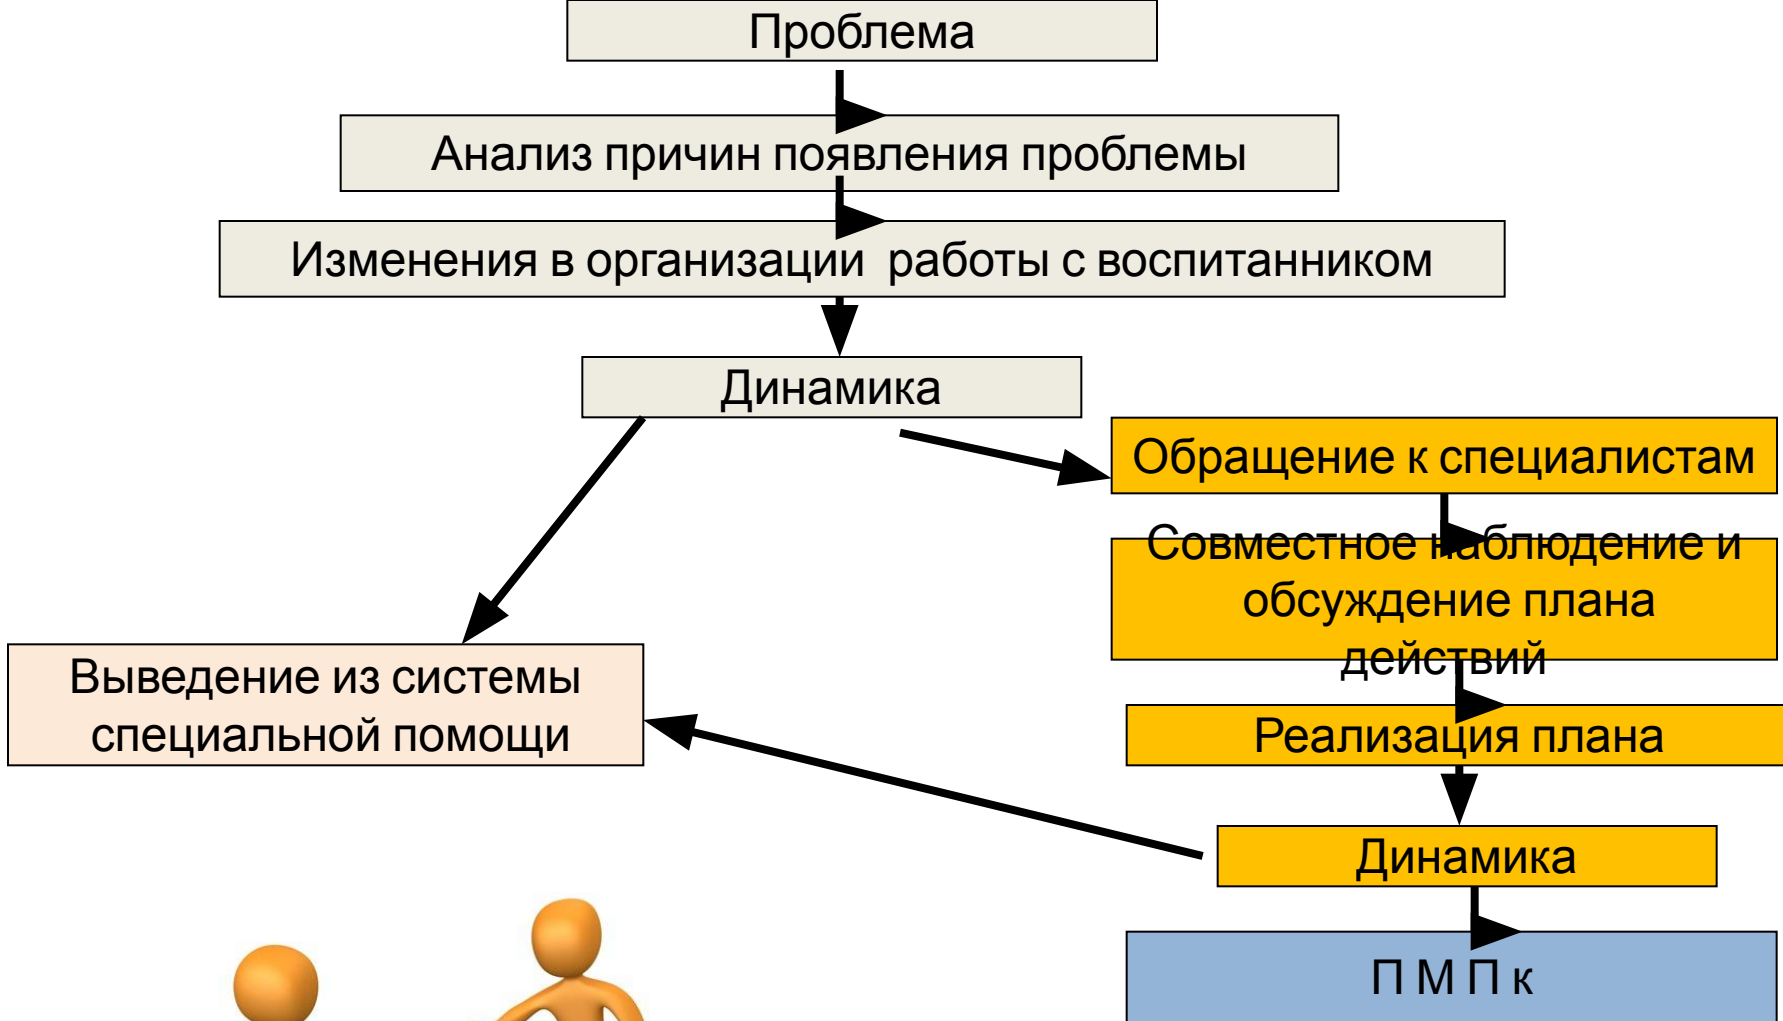 Проблема
Анализ причин появления проблемы
Изменения в организации  работы с воспитанником
Динамика
Обращение к специалистам
Совместное наблюдение и
обсуждение плана
действий
Выведение из системы
специальной помощи
Реализация плана
Динамика
П М П к